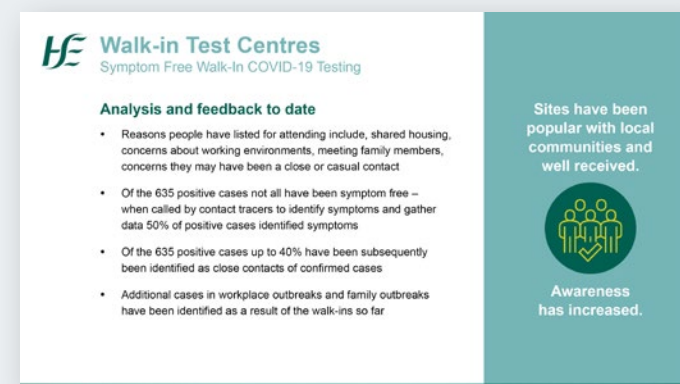 Walk-in Test Centres
Symptom Free Walk-In COVID-19 Testing
Analysis and feedback to date
• Reasons people have listed for attending include, shared housing,
concerns about working environments, meeting family members,
concerns they may have been a close or casual contact
• Of the 635 positive cases not all have been symptom free –
when called by contact tracers to identify symptoms and gather
data 50% of positive cases identified symptoms
• Of the 635 positive cases up to 40% have been subsequently
been identified as close contacts of confirmed cases
• Additional cases in workplace outbreaks and family outbreaks
have been identified as a result of the walk-ins so far
Sites have been
popular with local
communities and
well received.
Awareness
has increased.